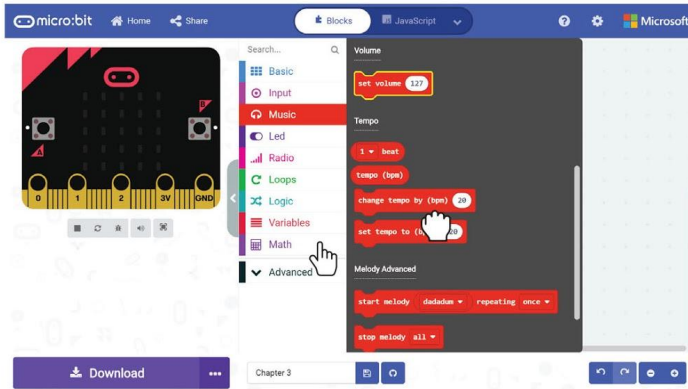 micro:bit Home Share Blocks JavaScript ? Microsoft
Search...
Basic
Input
Music
Led
Radio
Loops
Logic
Variables
Math
Advanced
Volume
set volume 127
Tempo
1 beat
tempo (bpm)
change tempo by (bpm) 20
set tempo to
Melody Advanced
start melody dadadum repeating once
stop melody all
B
A
0 1 2 3V GND
Download ...
Chapter 3